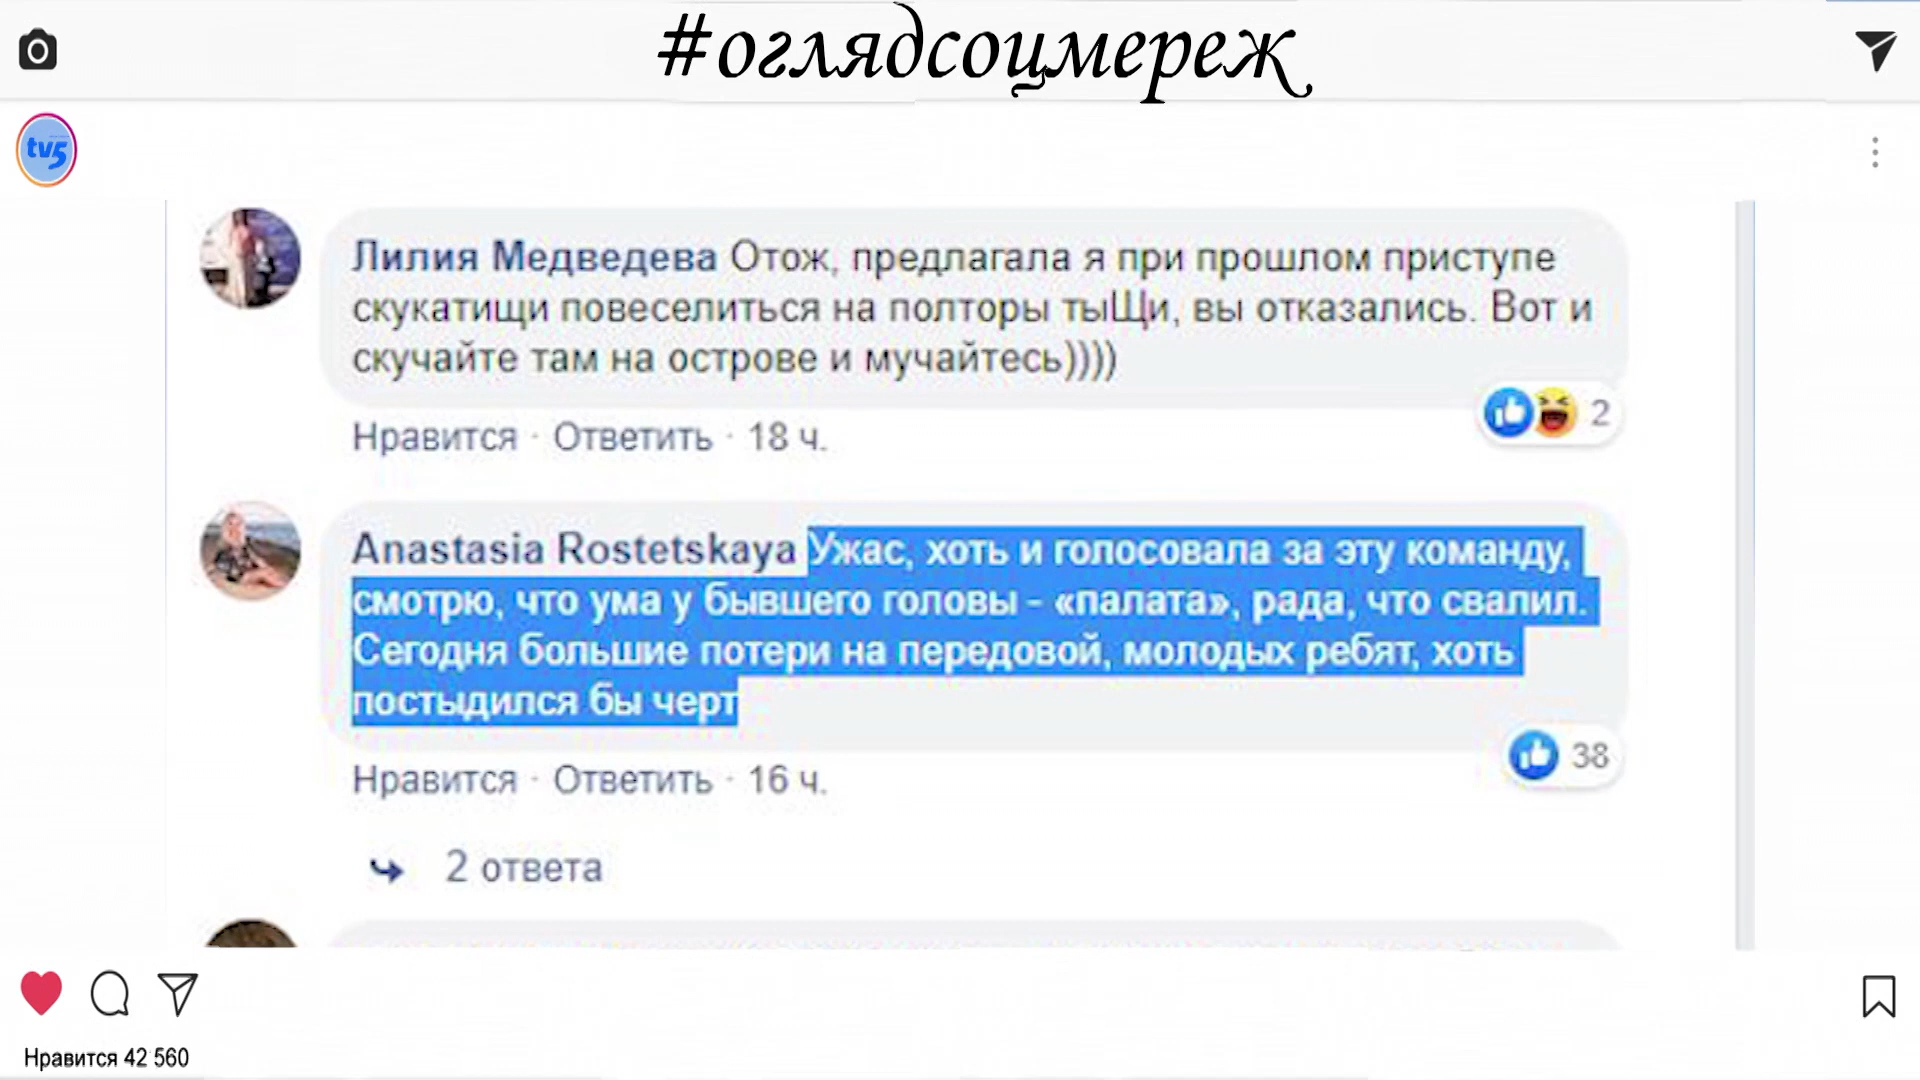 #оглядсоцмереж
tv5
Лилия Медведева Отож, предлагала я при прошлом приступе
скукатищи повеселиться на полторы тыЩи, вы отказались. Вот и
скучайте там на острове и мучайтесь))))
2
Нравится · Ответить · 18 ч.
Anastasia Rostetskaya Ужас, хоть и голосовала за эту команду,
смотрю, что ума у бывшего головы - «палата», рада, что свалил.
Сегодня большие потери на передовой, молодых ребят, хоть
постыдился бы черт
38
Нравится · Ответить · 16 ч.
2 ответа
Нравится 42 560